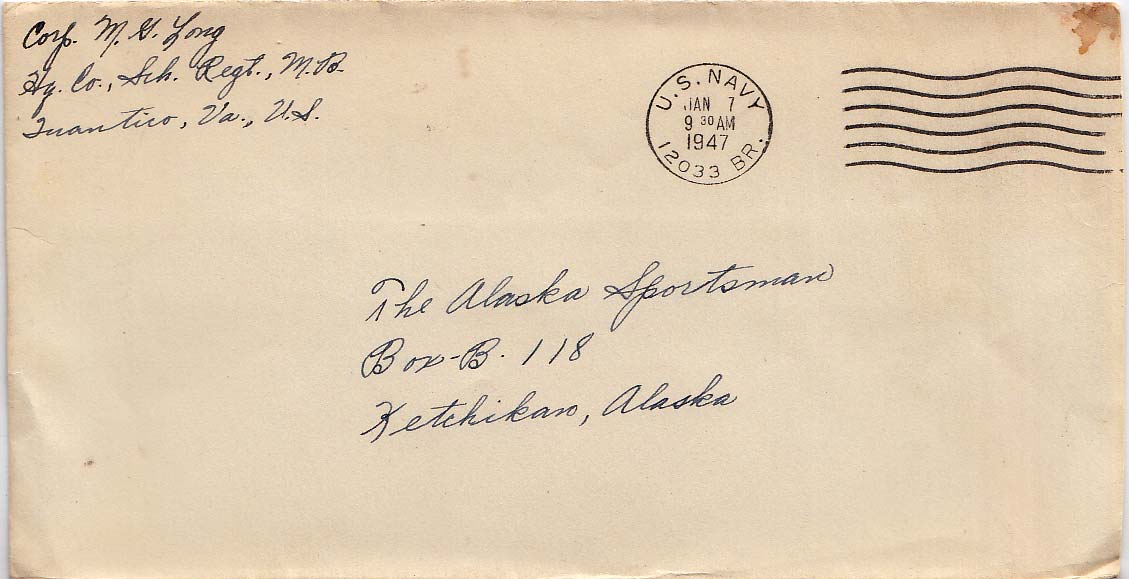 Corp. M. G. Long
Hq. Co., Sch. Regt., M.B.
Quantico, Va., U.S.
U.S. NAVY
JAN 7
9 30 AM
1947
12033 BR.
The Alaska Sportsman
Box-B. 118
Ketchikan, Alaska